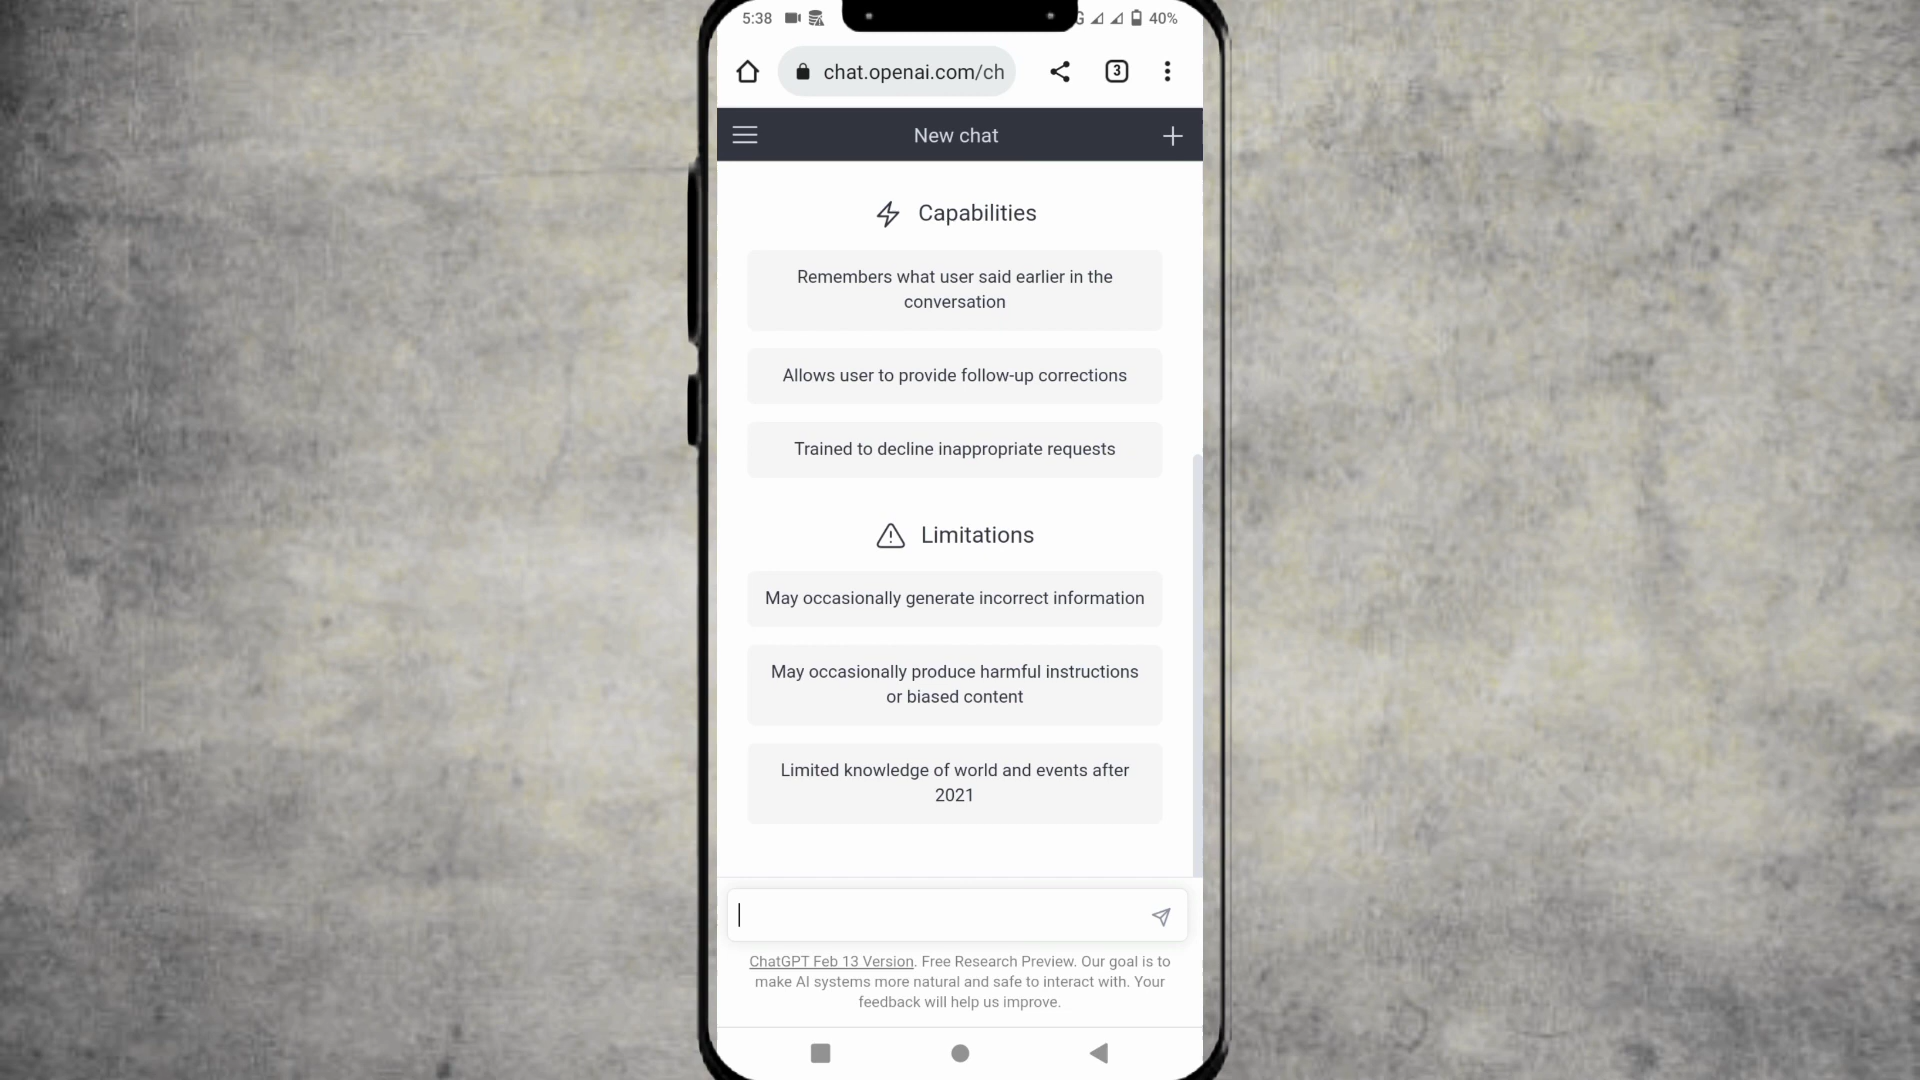 5:38
G
40%
chat.openai.com/ch
3
New chat
Capabilities
Remembers what user said earlier in the
conversation
Allows user to provide follow-up corrections
Trained to decline inappropriate requests
Limitations
May occasionally generate incorrect information
May occasionally produce harmful instructions
or biased content
Limited knowledge of world and events after
2021
ChatGPT Feb 13 Version. Free Research Preview. Our goal is to
make AI systems more natural and safe to interact with. Your
feedback will help us improve.